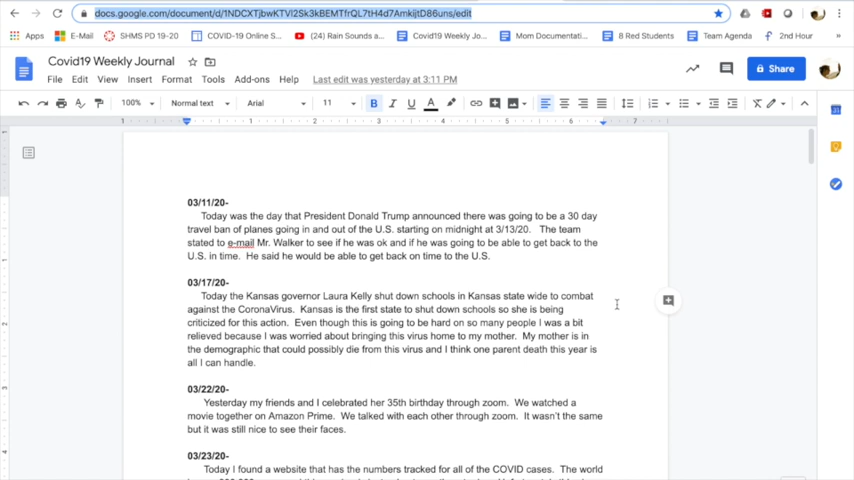 docs.google.com/document/d/1NDCXTjbwKTVl2Sk3kBEMTfrQL7tH4d7AmkijtD86uns/edit
Apps E-Mail SHMS PD 19-20 COVID-19 Online S... (24) Rain Sounds a... Covid19 Weekly Jo... Mom Documentati... 8 Red Students Team Agenda 2nd Hour
Covid19 Weekly Journal
Share
File Edit View Insert Format Tools Add-ons Help Last edit was yesterday at 3:11 PM
100% Normal text Arial 11 B I U A
1 1 2 3 4 5 6 7
03/11/20-
Today was the day that President Donald Trump announced there was going to be a 30 day
travel ban of planes going in and out of the U.S. starting on midnight at 3/13/20. The team
stated to e-mail Mr. Walker to see if he was ok and if he was going to be able to get back to the
U.S. in time. He said he would be able to get back on time to the U.S.
03/17/20-
Today the Kansas governor Laura Kelly shut down schools in Kansas state wide to combat
against the CoronaVirus. Kansas is the first state to shut down schools so she is being
criticized for this action. Even though this is going to be hard on so many people I was a bit
relieved because I was worried about bringing this virus home to my mother. My mother is in
the demographic that could possibly die from this virus and I think one parent death this year is
all I can handle.
03/22/20-
Yesterday my friends and I celebrated her 35th birthday through zoom. We watched a
movie together on Amazon Prime. We talked with each other through zoom. It wasn't the same
but it was still nice to see their faces.
03/23/20-
Today I found a website that has the numbers tracked for all of the COVID cases. The world